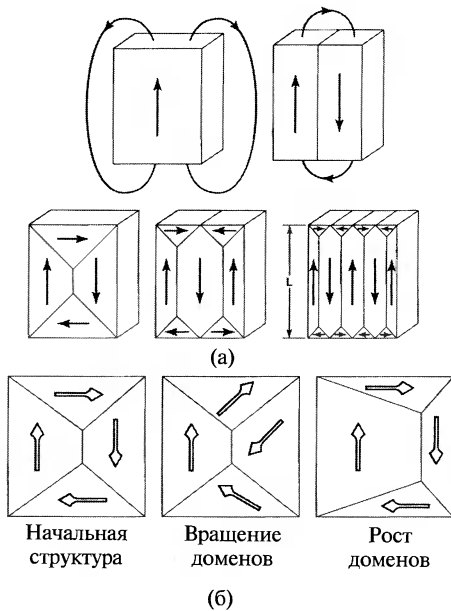 L
(а)
Начальная
структура
Вращение
доменов
Рост
доменов
(б)